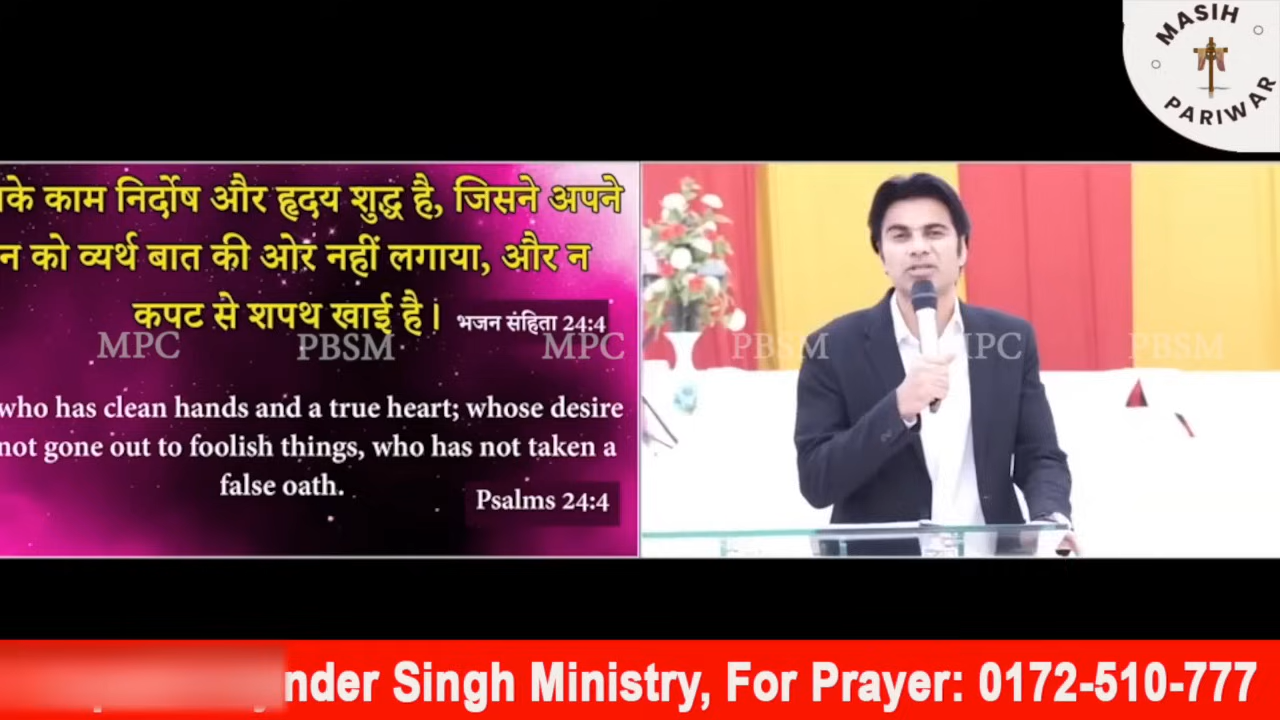 MASIH
PARIWAR
के काम निर्दोष और हृदय शुद्ध है, जिसने अपने
न को व्यर्थ बात की ओर नहीं लगाया, और न
कपट से शपथ खाई है।
भजन संहिता 24:4
MPC PBSM MPC PBSM MPC PBSM
who has clean hands and a true heart; whose desire
not gone out to foolish things, who has not taken a
false oath.
Psalms 24:4
nder Singh Ministry, For Prayer: 0172-510-777